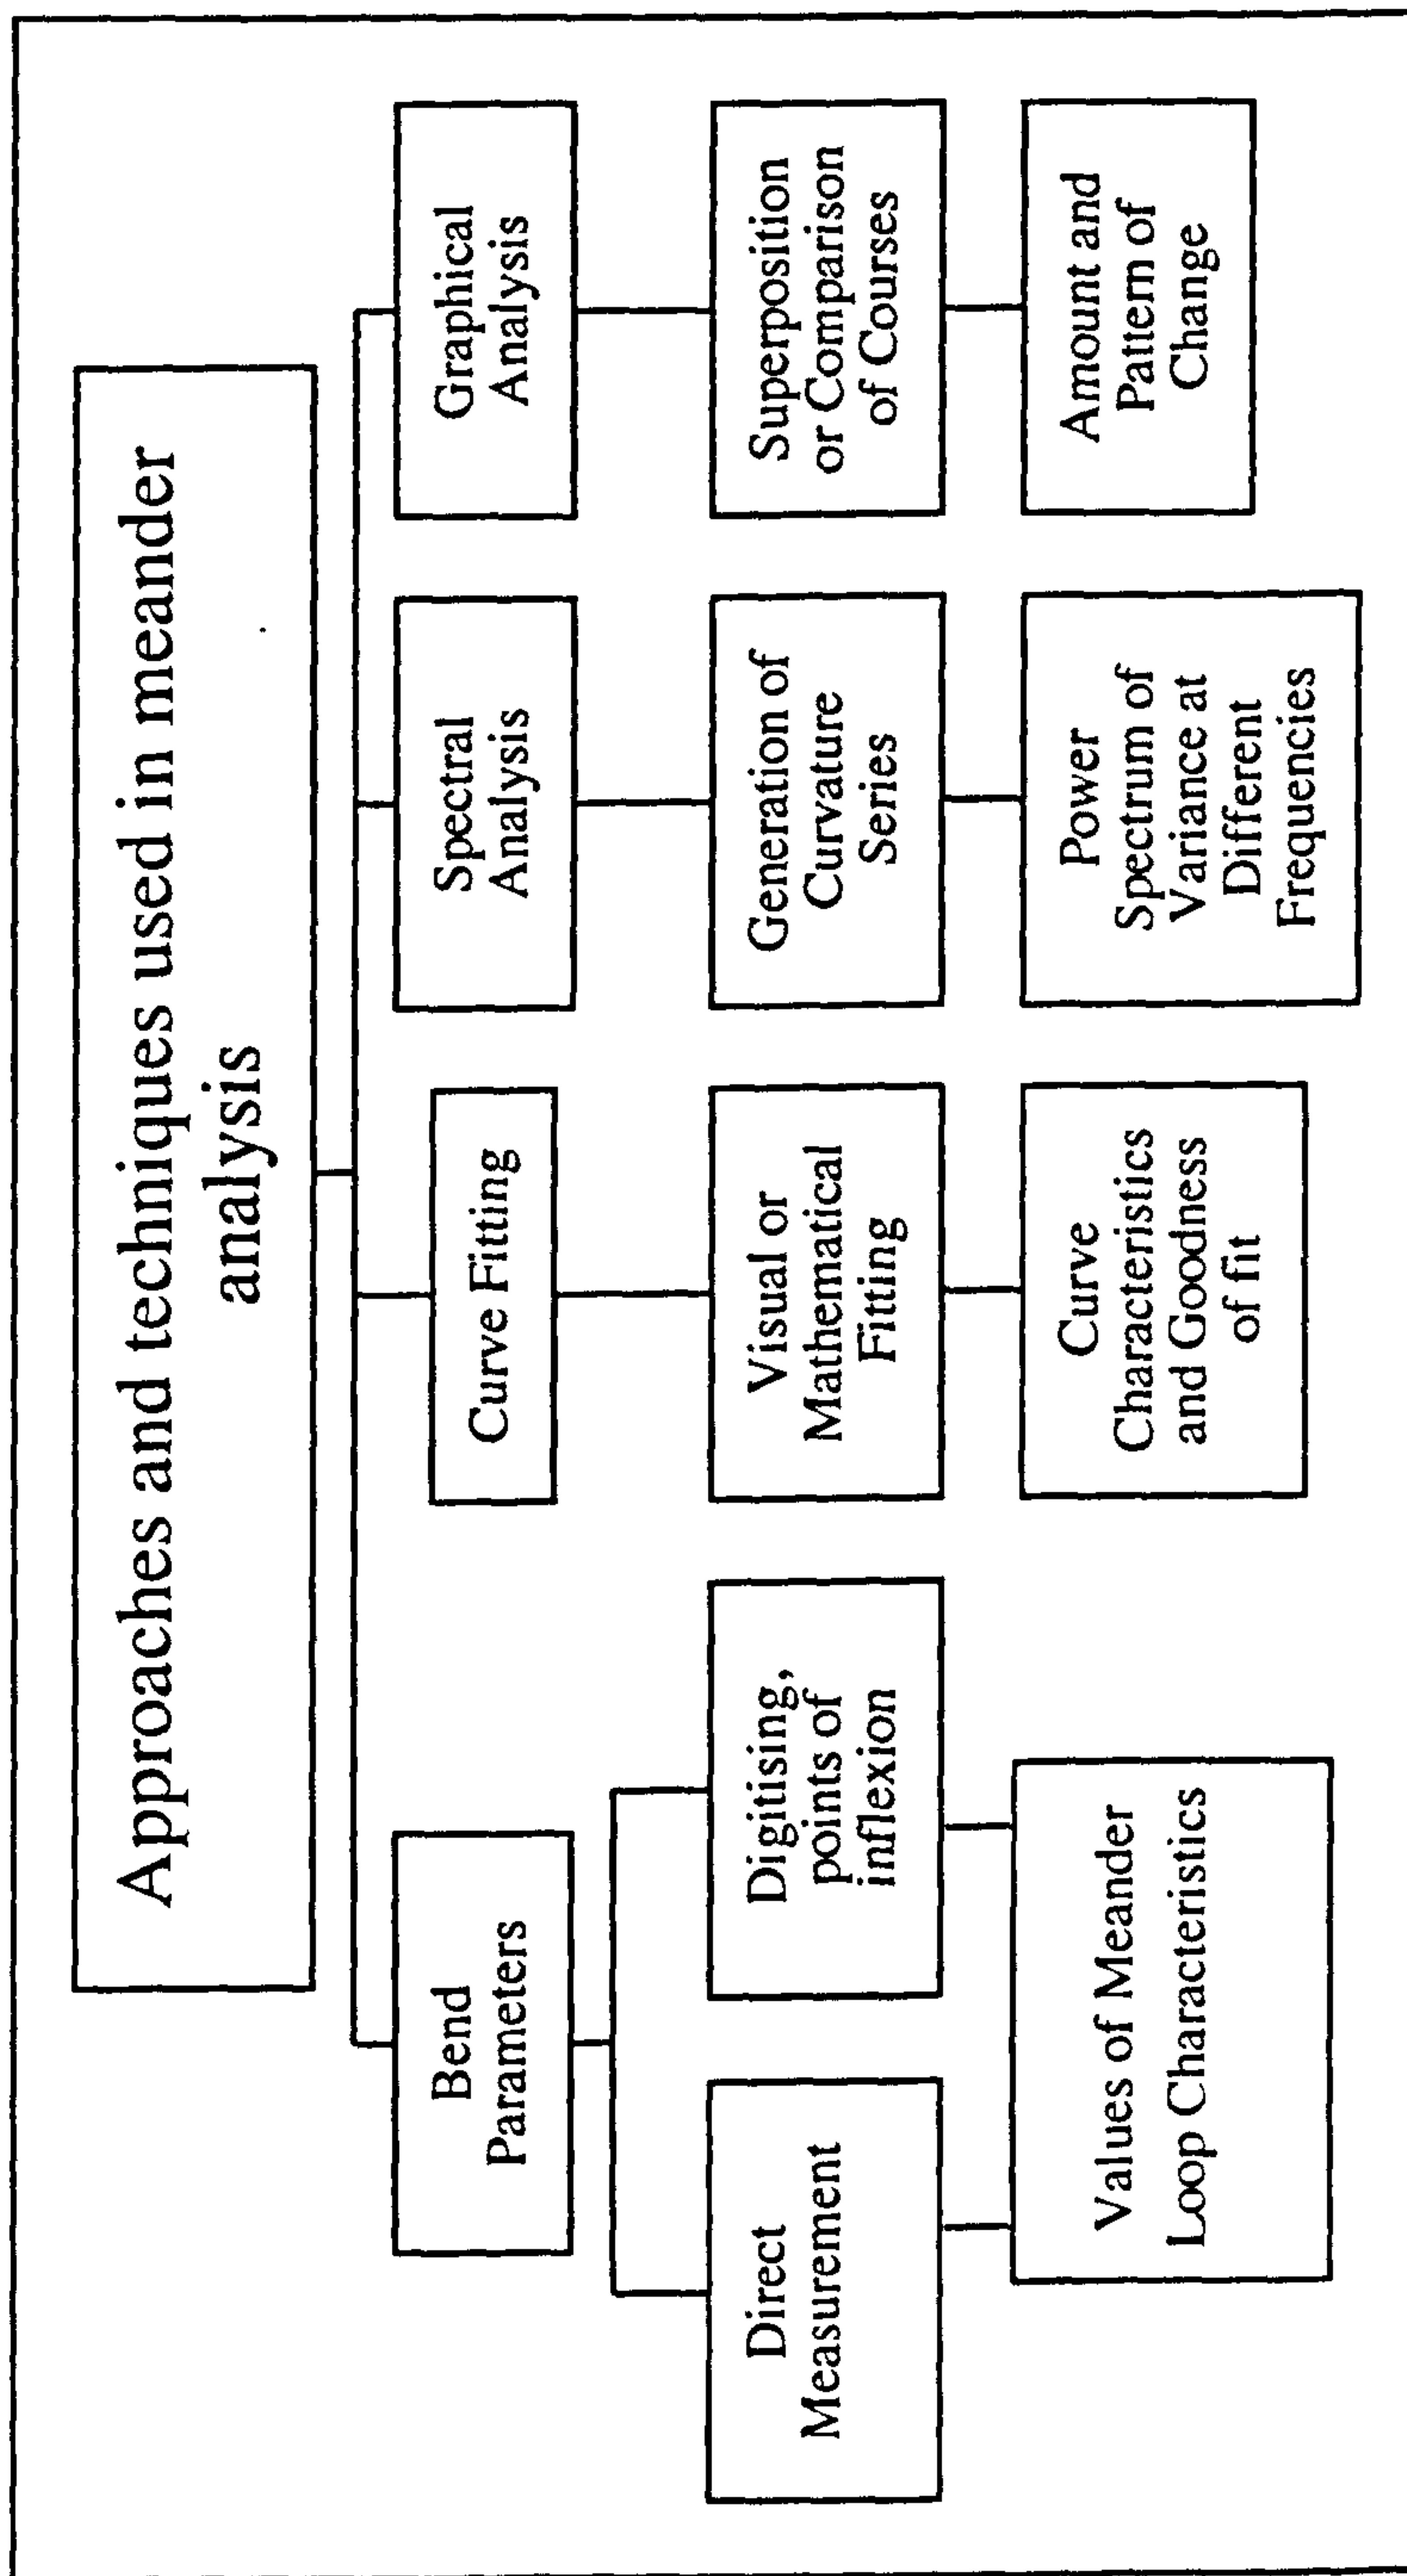 Approaches and techniques used in meander
analysis
Bend
Parameters
Curve Fitting
Spectral
Analysis
Graphical
Analysis
Direct
Measurement
Digitising,
points of
inflexion
Visual or
Mathematical
Fitting
Generation of
Curvature
Series
Superposition
or Comparison
of Courses
Values of Meander
Loop Characteristics
Curve
Characteristics
and Goodness
of fit
Power
Spectrum of
Variance at
Different
Frequencies
Amount and
Pattern of
Change